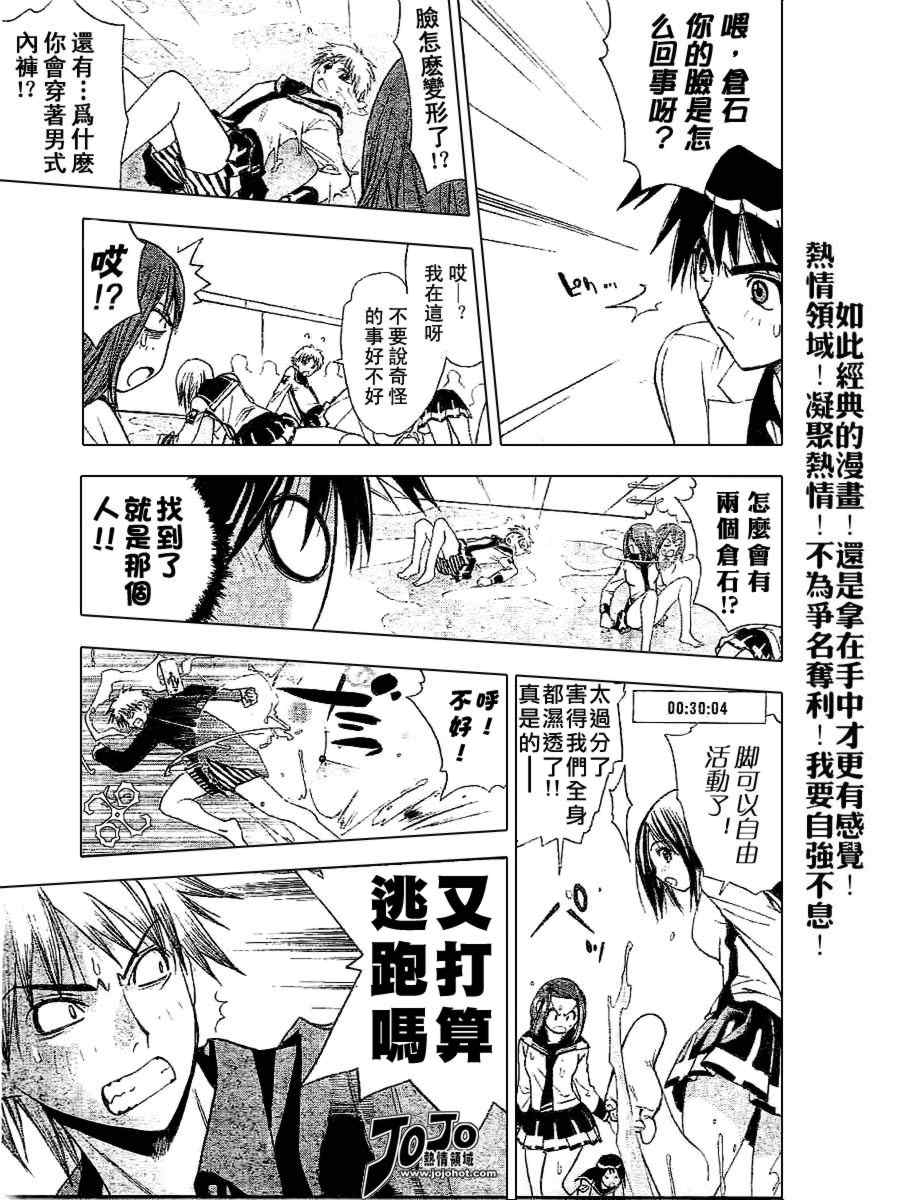 喂，倉石
你的臉是怎
么回事呀？
臉怎麽變形了!?
還有…爲什麽
你會穿著男式
內褲!?
哎—？
我在這呀
不要說奇怪
的事好不好
哎!?
怎麼會有
兩個倉石!?
找到了
就是那個
人!!
00:30:04
脚可以自由
活動了！
太過分了
害得我們全身
都濕透了!!
真是的——
呼！
不好！
又打算
逃跑嗎
如此經典的漫畫！還是拿在手中才更有感覺！
熱情領域！凝聚熱情！不為爭名奪利！我要自強不息！
JOJO
熱情領域
www.jojohot.com